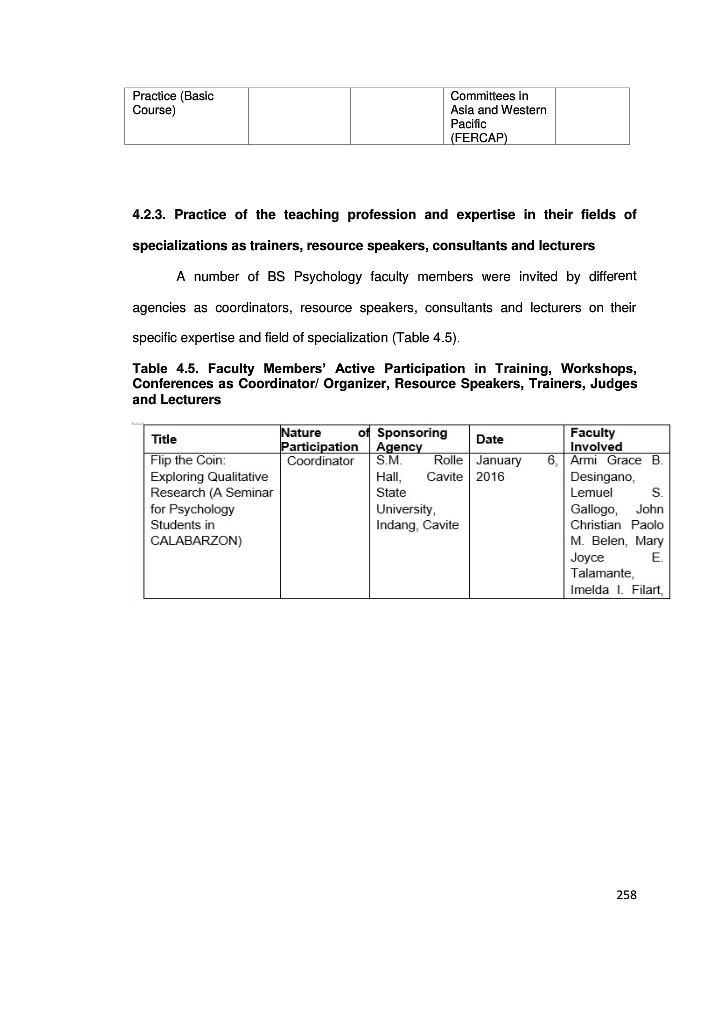 Practice (Basic
Course)
Committees in
Asia and Western
Pacific
(FERCAP)
4.2.3. Practice of the teaching profession and expertise in their fields of
specializations as trainers, resource speakers, consultants and lecturers
A number of BS Psychology faculty members were invited by different
agencies as coordinators, resource speakers, consultants and lecturers on their
specific expertise and field of specialization (Table 4.5).
Table 4.5. Faculty Members’ Active Participation in Training, Workshops,
Conferences as Coordinator/ Organizer, Resource Speakers, Trainers, Judges
and Lecturers
Title
Nature of
Participation
Sponsoring
Agency
Date
Faculty
Involved
Flip the Coin:
Exploring Qualitative
Research (A Seminar
for Psychology
Students in
CALABARZON)
Coordinator
S.M. Rolle
Hall, Cavite
State
University,
Indang, Cavite
January 6,
2016
Armi Grace B.
Desingano,
Lemuel S.
Gallogo, John
Christian Paolo
M. Belen, Mary
Joyce E.
Talamante,
Imelda I. Filart,
258